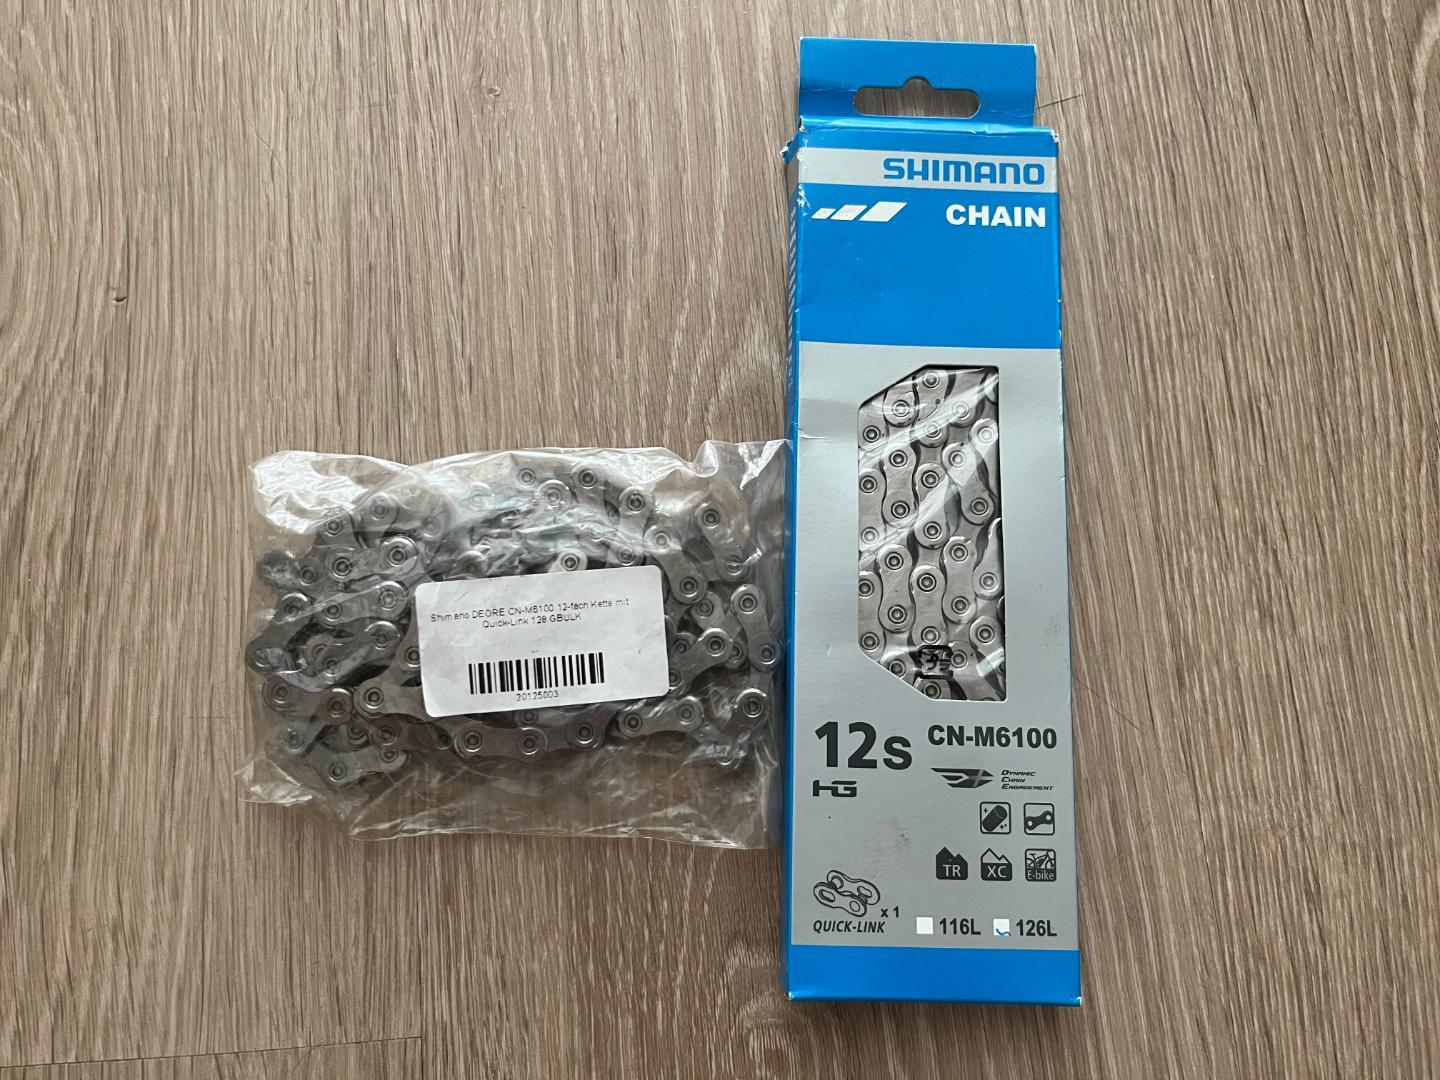 Shimano DEORE CN-M6100 12-fach Kette mit
Quick-Link 128 GBULK
***
20125003
SHIMANO
CHAIN
12s
CN-M6100
HG
DYNAMIC
CHAIN
ENGAGEMENT
TR
XC
E-bike
x 1
QUICK-LINK
116L
126L